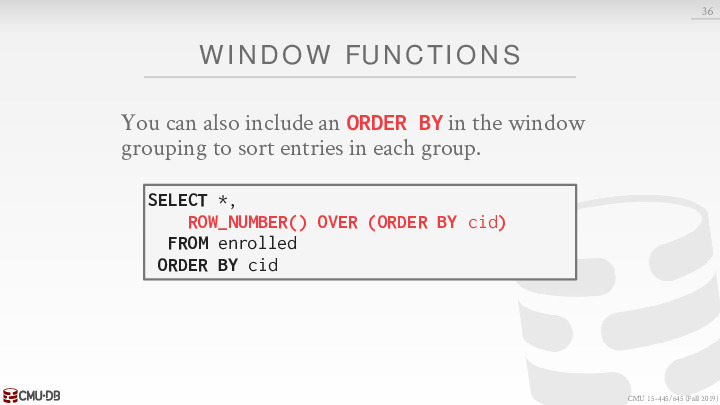 36
WINDOW FUNCTIONS
You can also include an ORDER BY in the window
grouping to sort entries in each group.
SELECT *,
ROW_NUMBER() OVER (ORDER BY cid)
FROM enrolled
ORDER BY cid
CMU·DB
CMU 15-445/645 (Fall 2019)